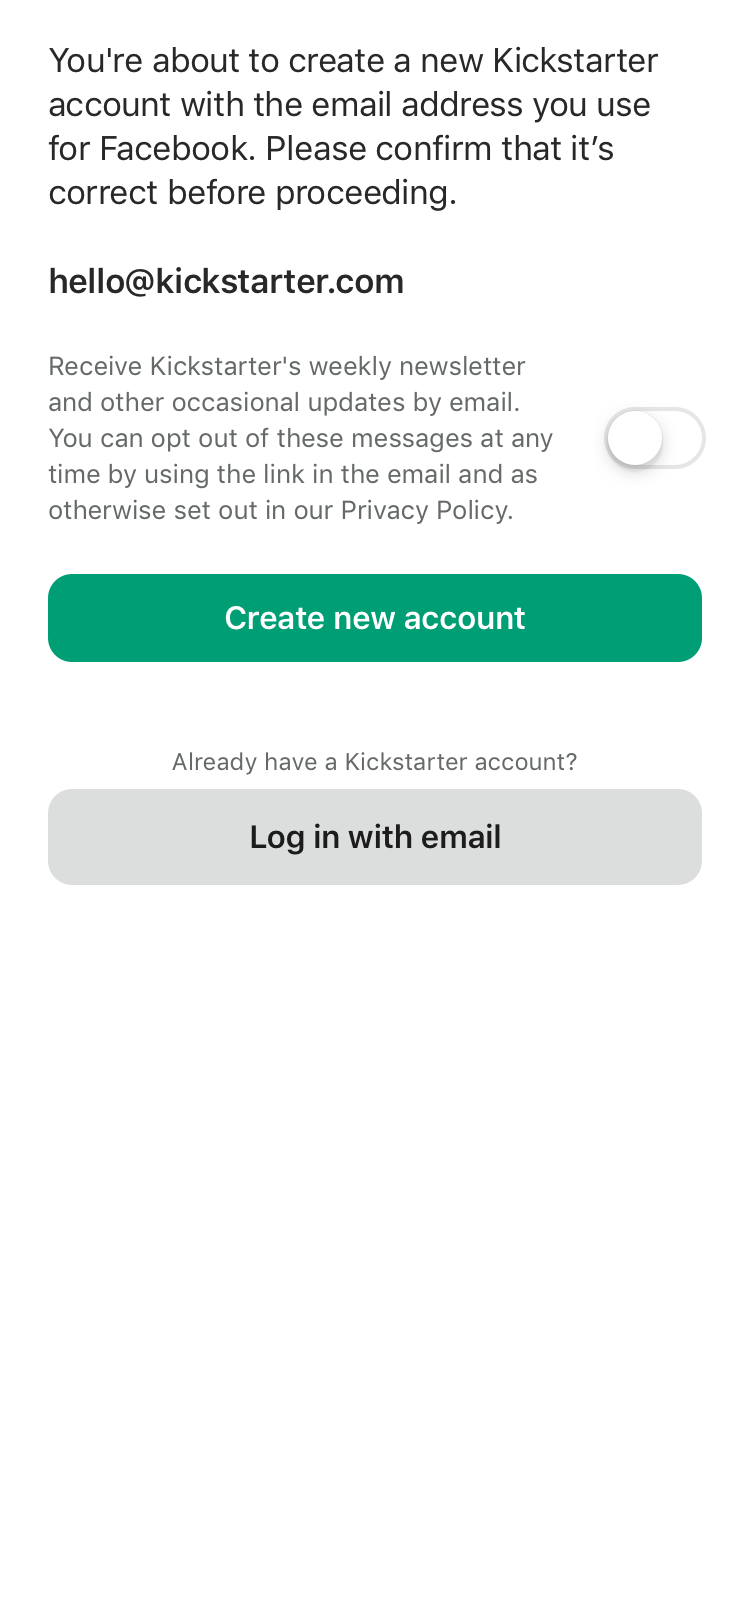 You're about to create a new Kickstarter
account with the email address you use
for Facebook. Please confirm that it’s
correct before proceeding.
hello@kickstarter.com
Receive Kickstarter's weekly newsletter
and other occasional updates by email.
You can opt out of these messages at any
time by using the link in the email and as
otherwise set out in our Privacy Policy.
Create new account
Already have a Kickstarter account?
Log in with email